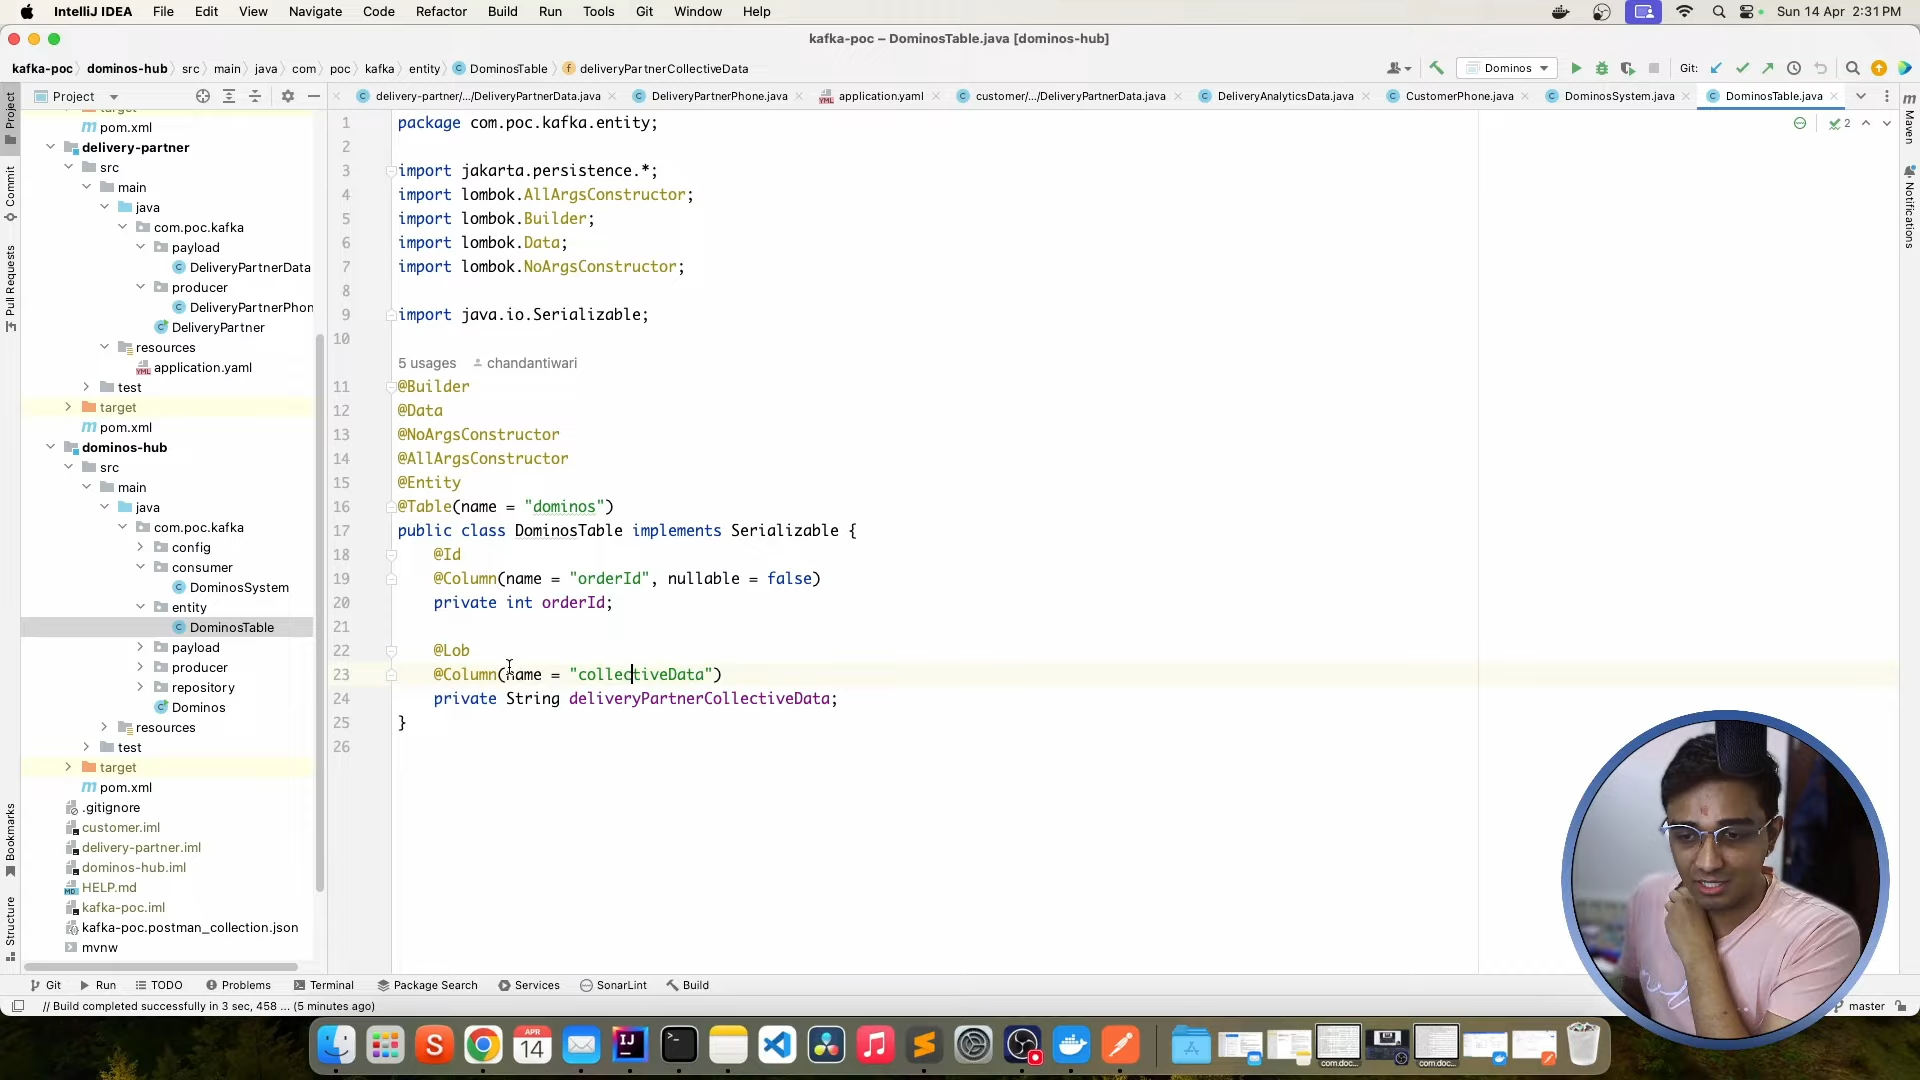 IntelliJ IDEA File Edit View Navigate Code Refactor Build Run Tools Git Window Help Sun 14 Apr 2:31 PM
kafka-poc – DominosTable.java [dominos-hub]
kafka-poc dominos-hub src main java com poc kafka entity DominosTable deliveryPartnerCollectiveData Dominos Git:
Project delivery-partner/.../DeliveryPartnerData.java DeliveryPartnerPhone.java application.yaml customer/.../DeliveryPartnerData.java DeliveryAnalyticsData.java CustomerPhone.java DominosSystem.java DominosTable.java
Project
Commit
Pull Requests
Bookmarks
Structure
target
pom.xml
delivery-partner
src
main
java
com.poc.kafka
payload
DeliveryPartnerData
producer
DeliveryPartnerPhon
DeliveryPartner
resources
application.yaml
test
target
pom.xml
dominos-hub
src
main
java
com.poc.kafka
config
consumer
DominosSystem
entity
DominosTable
payload
producer
repository
Dominos
resources
test
target
pom.xml
.gitignore
customer.iml
delivery-partner.iml
dominos-hub.iml
HELP.md
kafka-poc.iml
kafka-poc.postman_collection.json
mvnw
1 package com.poc.kafka.entity;
2
3 import jakarta.persistence.*;
4 import lombok.AllArgsConstructor;
5 import lombok.Builder;
6 import lombok.Data;
7 import lombok.NoArgsConstructor;
8
9 import java.io.Serializable;
10
5 usages chandantiwari
11 @Builder
12 @Data
13 @NoArgsConstructor
14 @AllArgsConstructor
15 @Entity
16 @Table(name = "dominos")
17 public class DominosTable implements Serializable {
18 @Id
19 @Column(name = "orderId", nullable = false)
20 private int orderId;
21
22 @Lob
23 @Column(name = "collectiveData")
24 private String deliveryPartnerCollectiveData;
25 }
26
2
Maven
Notifications
Git Run TODO Problems Terminal Package Search Services SonarLint Build
// Build completed successfully in 3 sec, 458 ... (5 minutes ago) master
APR
14
IJ
com.doc...
com.doc...